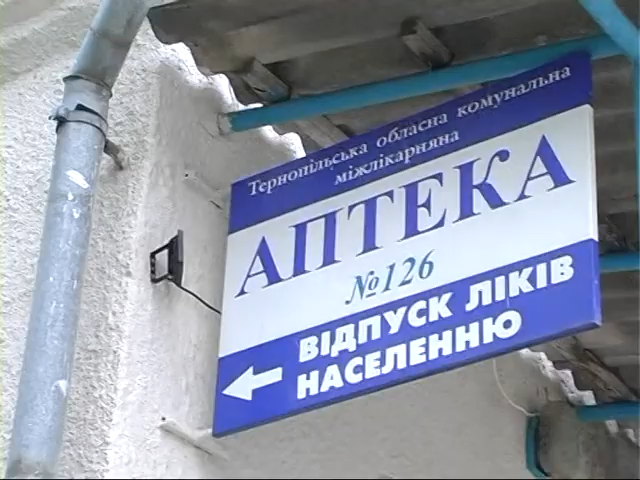 Тернопільська обласна комунальна
міжлікарняна
АПТЕКА
№126
ВІДПУСК ЛІКІВ
НАСЕЛЕННЮ